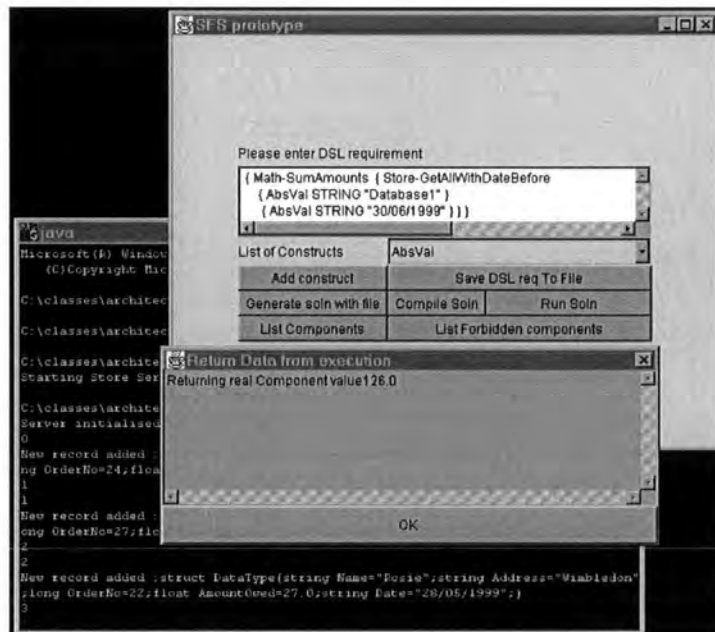 SFS prototype
Please enter DSL requirement
{ Math-SumAmounts { Store-GetAllWithDateBefore
{ AbsVal STRING "Database1" }
{ AbsVal STRING "30/06/1999" } } }
List of Constructs AbsVal
Add construct Save DSL req To File
Generate soln with file Compile Soln Run Soln
List Components List Forbidden components
java
Microsoft(R) Window
(C)Copyright Mic
C:\classes\architec
C:\classes\architec
C:\classes\archite
Starting Store Ser
C:\classes\archite
Server initialised
0
New record added :
ng OrderNo=24;floa
1
1
New record added :
ong OrderNo=27;flo
2
2
New record added :struct DataType{string Name="Rosie";string Address="Wimbledon"
;long OrderNo=22;float AmountOwed=27.0;string Date="28/05/1999";}
3
Return Data from execution
Returning real Component value126.0
OK